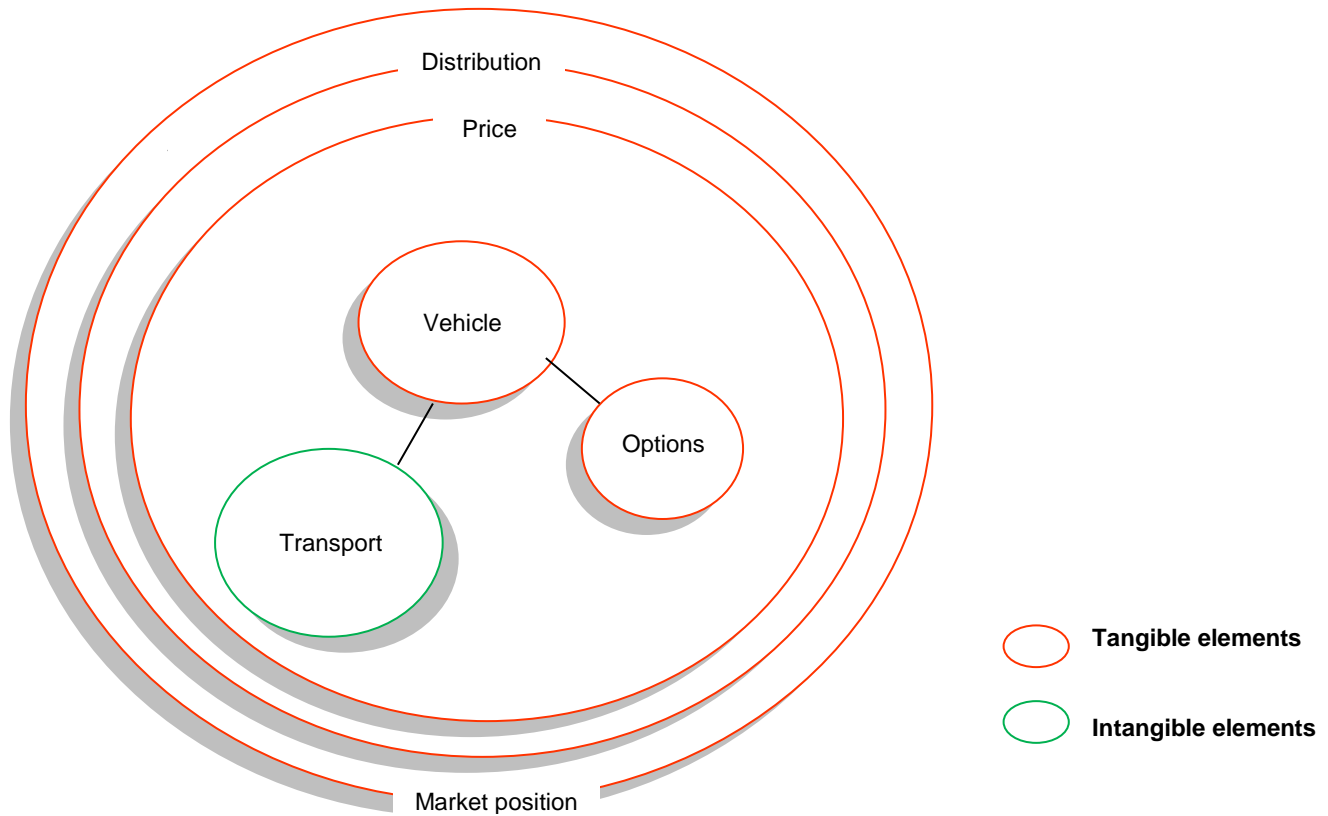 Distribution
Price
Vehicle
Options
Transport
Tangible elements
Intangible elements
Market position